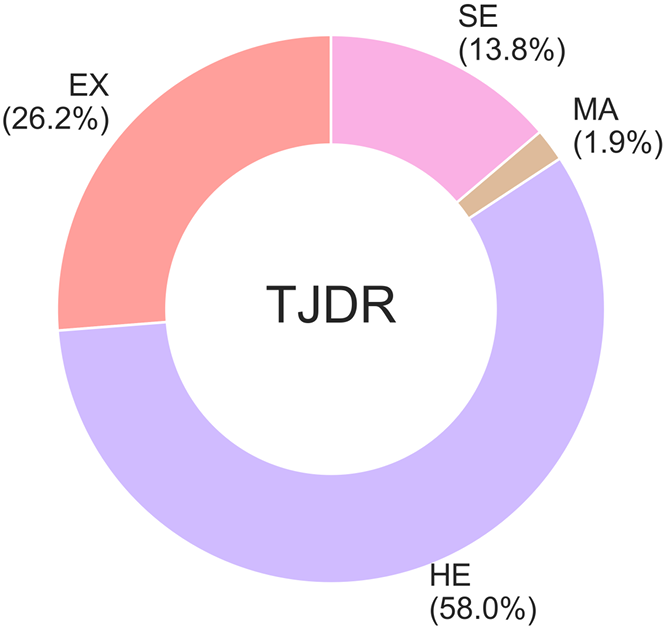 SE
(13.8%)
EX
(26.2%)
MA
(1.9%)
TJDR
HE
(58.0%)